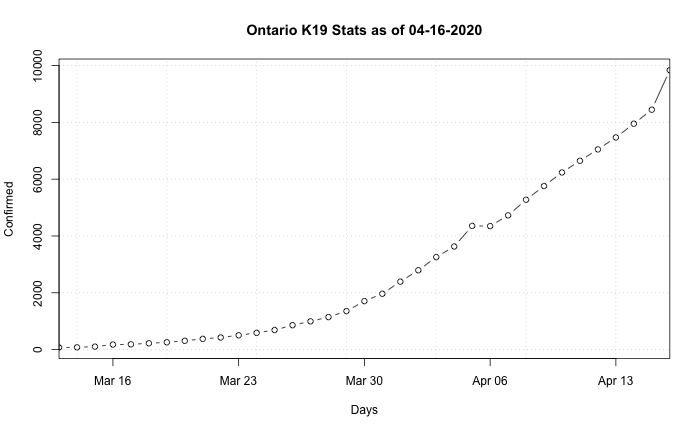 Ontario K19 Stats as of 04-16-2020
10000
8000
6000
4000
2000
0
Confirmed
Mar 16 Mar 23 Mar 30 Apr 06 Apr 13
Days